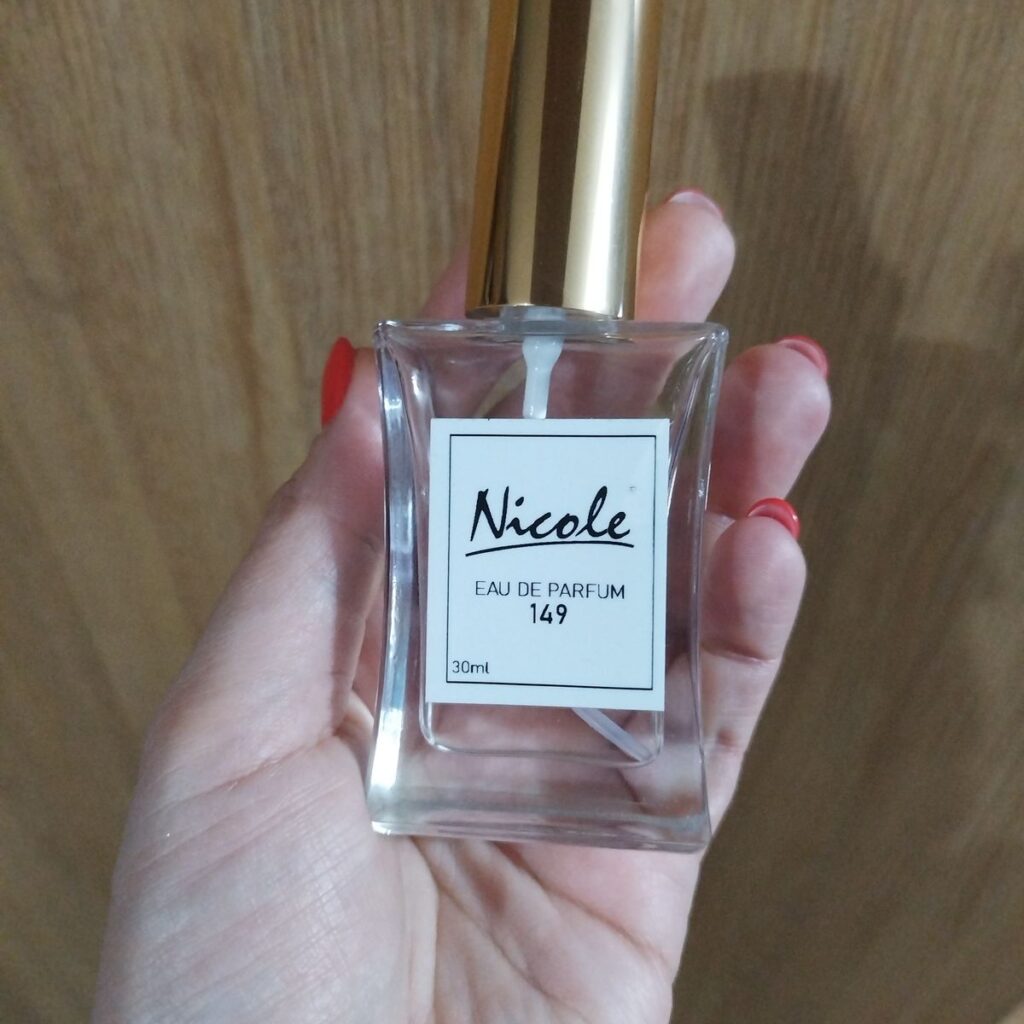 Nicole
EAU DE PARFUM
149
30ml